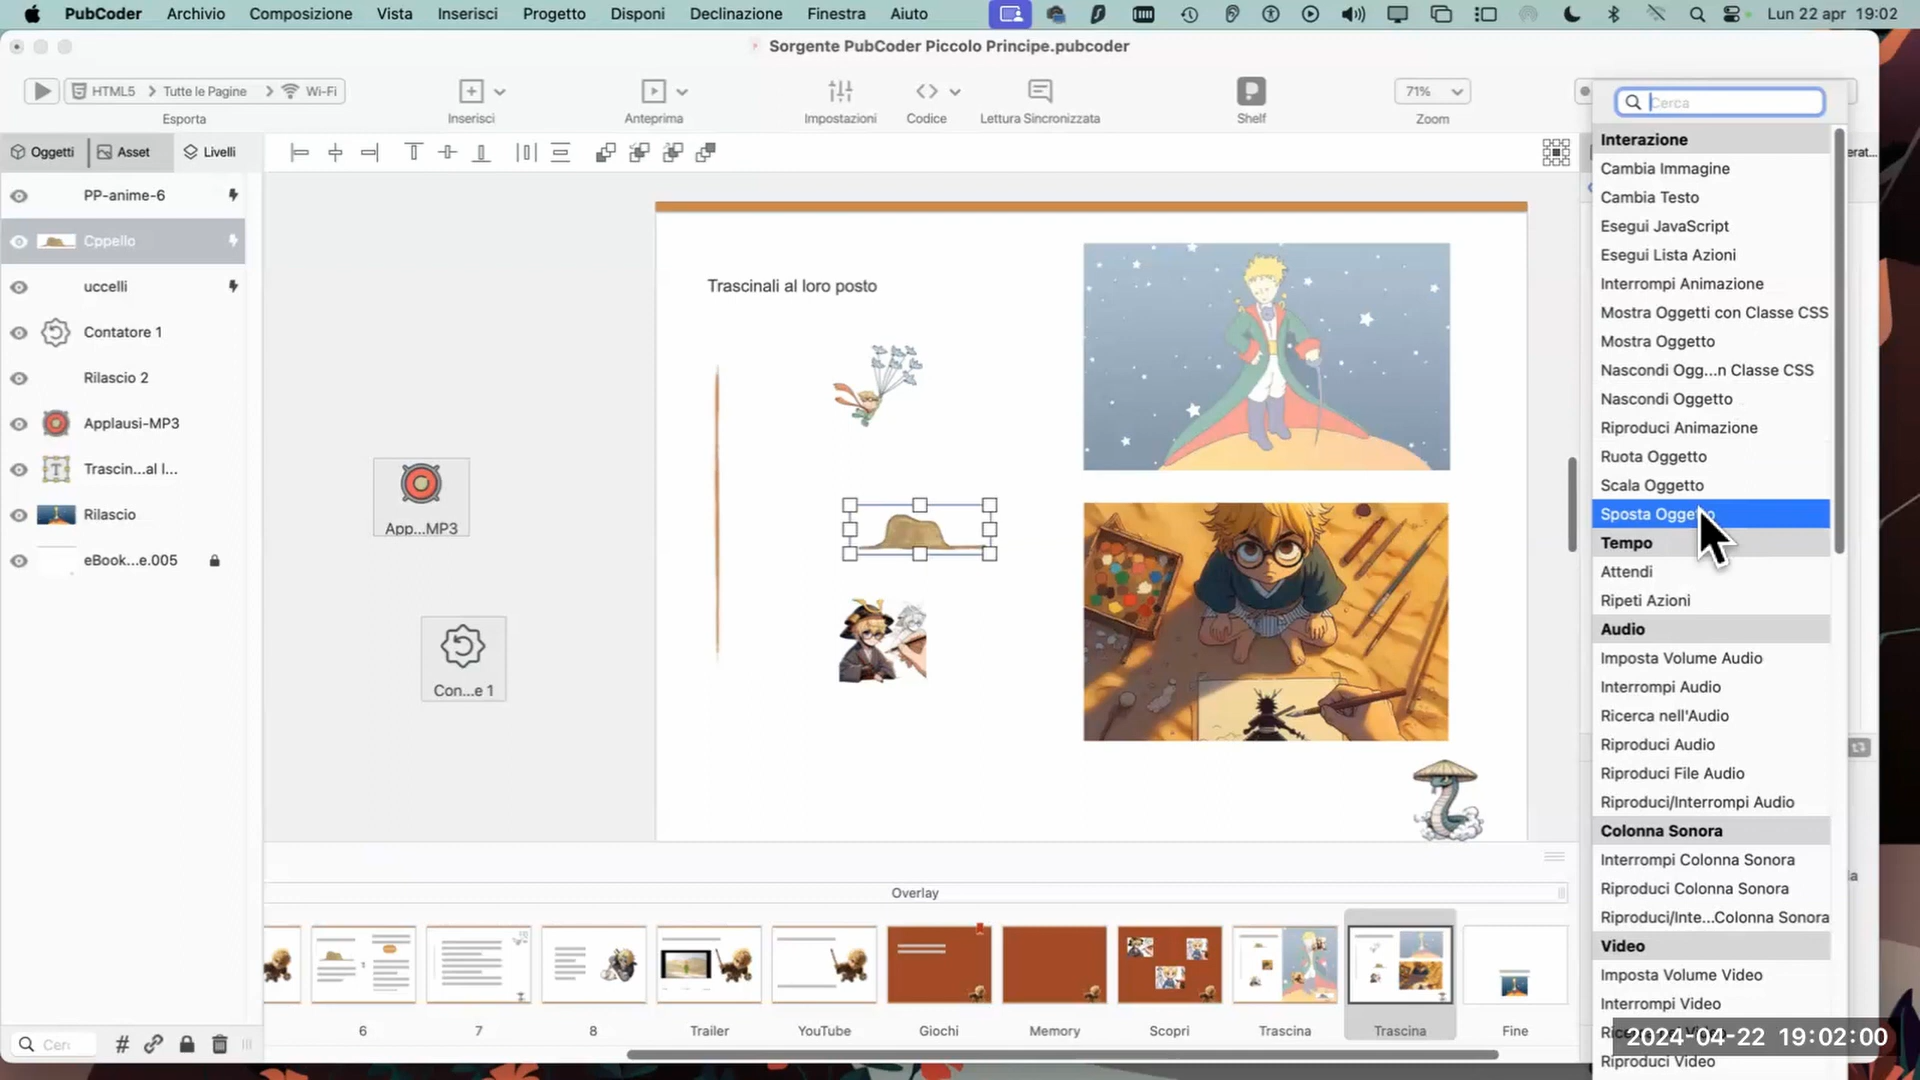 PubCoder Archivio Composizione Vista Inserisci Progetto Disponi Declinazione Finestra Aiuto Lun 22 apr 19:02
Sorgente PubCoder Piccolo Principe.pubcoder
HTML5 Tutte le Pagine Wi-Fi
Esporta
Inserisci
Anteprima
Impostazioni
Codice
Lettura Sincronizzata
Shelf
71%
Zoom
Oggetti Asset Livelli
PP-anime-6
Cppello
uccelli
Contatore 1
Rilascio 2
Applausi-MP3
Trascin...al l...
Rilascio
eBook...e.005
App...MP3
Con...e 1
Trascinali al loro posto
Overlay
6
7
8
Trailer
YouTube
Giochi
Memory
Scopri
Trascina
Trascina
Fine
Cerca
Interazione
Cambia Immagine
Cambia Testo
Esegui JavaScript
Esegui Lista Azioni
Interrompi Animazione
Mostra Oggetti con Classe CSS
Mostra Oggetto
Nascondi Ogg...n Classe CSS
Nascondi Oggetto
Riproduci Animazione
Ruota Oggetto
Scala Oggetto
Sposta Oggetto
Tempo
Attendi
Ripeti Azioni
Audio
Imposta Volume Audio
Interrompi Audio
Ricerca nell'Audio
Riproduci Audio
Riproduci File Audio
Riproduci/Interrompi Audio
Colonna Sonora
Interrompi Colonna Sonora
Riproduci Colonna Sonora
Riproduci/Inte...Colonna Sonora
Video
Imposta Volume Video
Interrompi Video
Riproduci Video
2024-04-22 19:02:00